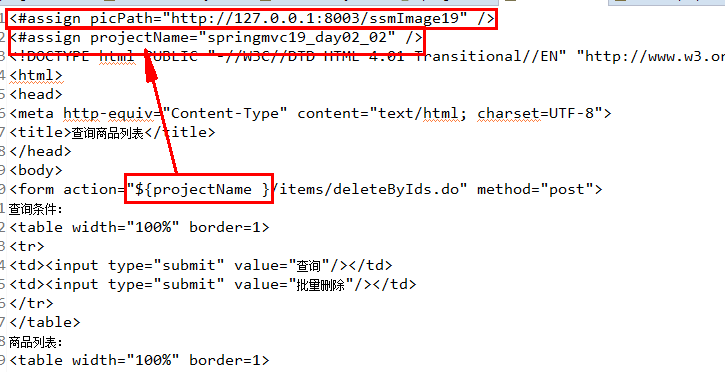 1 <#assign picPath="http://127.0.0.1:8003/ssmImage19" />
2 <#assign projectName="springmvc19_day02_02" />
3 <!DOCTYPE html PUBLIC "-//W3C//DTD HTML 4.01 Transitional//EN" "http://www.w3.or
4 <html>
5 <head>
6 <meta http-equiv="Content-Type" content="text/html; charset=UTF-8">
7 <title>查询商品列表</title>
8 </head>
9 <body>
0 <form action="${projectName }/items/deleteByIds.do" method="post">
1 查询条件：
2 <table width="100%" border=1>
3 <tr>
4 <td><input type="submit" value="查询"/></td>
5 <td><input type="submit" value="批量删除"/></td>
6 </tr>
7 </table>
8 商品列表：
9 <table width="100%" border=1>